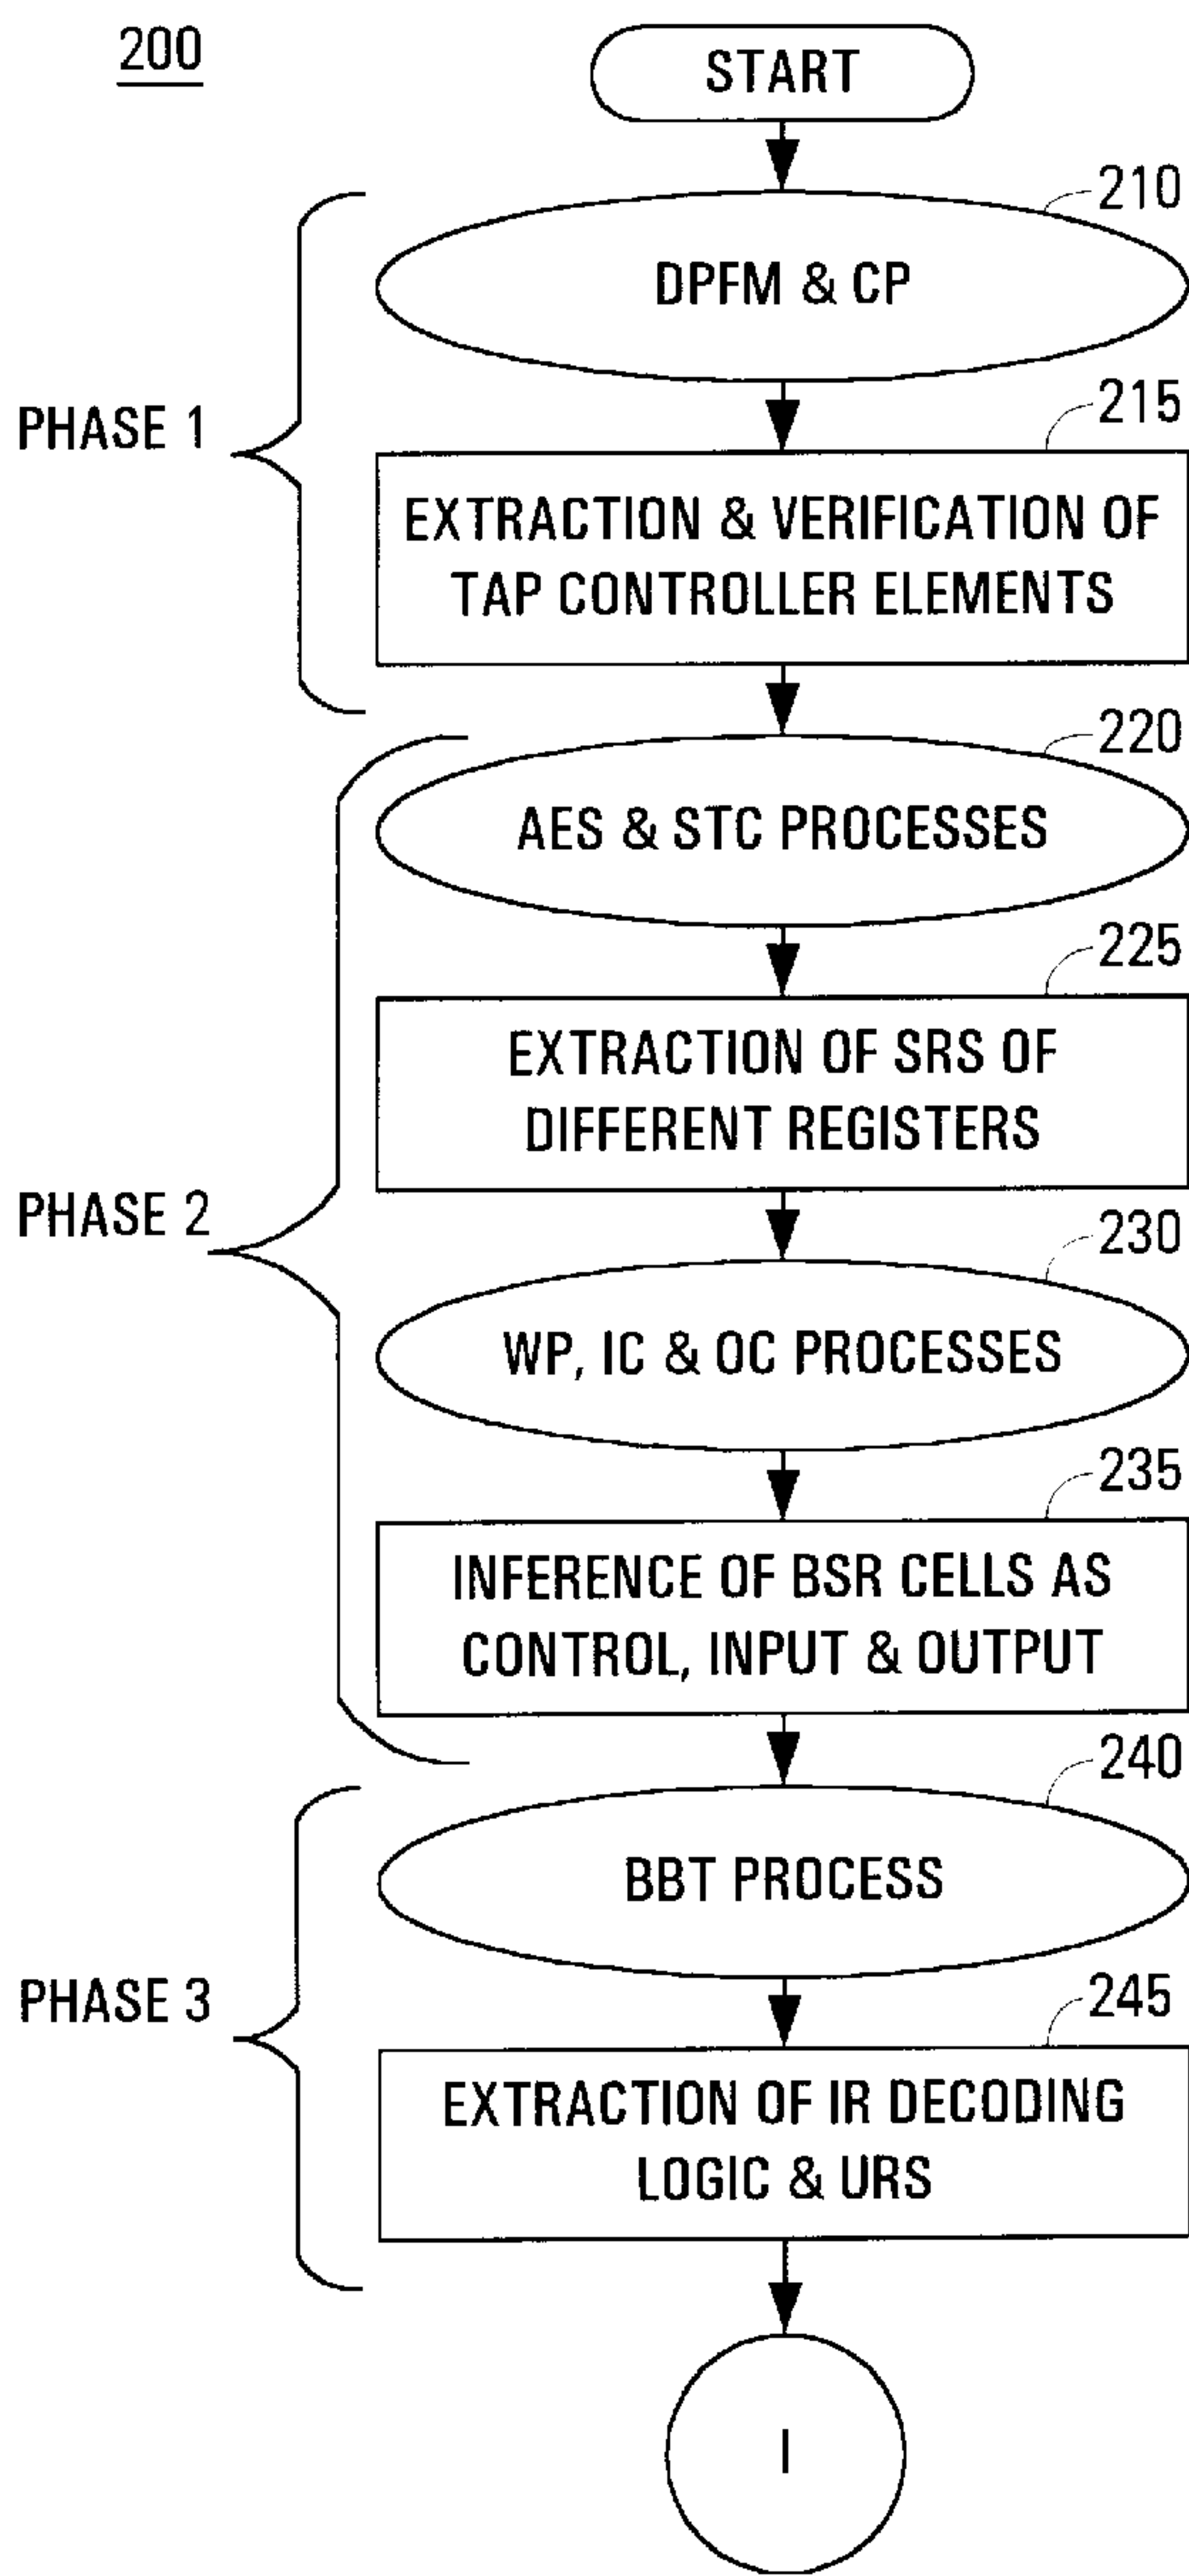 200
START
210
DPFM & CP
215
PHASE 1
EXTRACTION & VERIFICATION OF
TAP CONTROLLER ELEMENTS
220
AES & STC PROCESSES
225
EXTRACTION OF SRS OF
DIFFERENT REGISTERS
PHASE 2
230
WP, IC & OC PROCESSES
235
INFERENCE OF BSR CELLS AS
CONTROL, INPUT & OUTPUT
240
BBT PROCESS
245
PHASE 3
EXTRACTION OF IR DECODING
LOGIC & URS
I